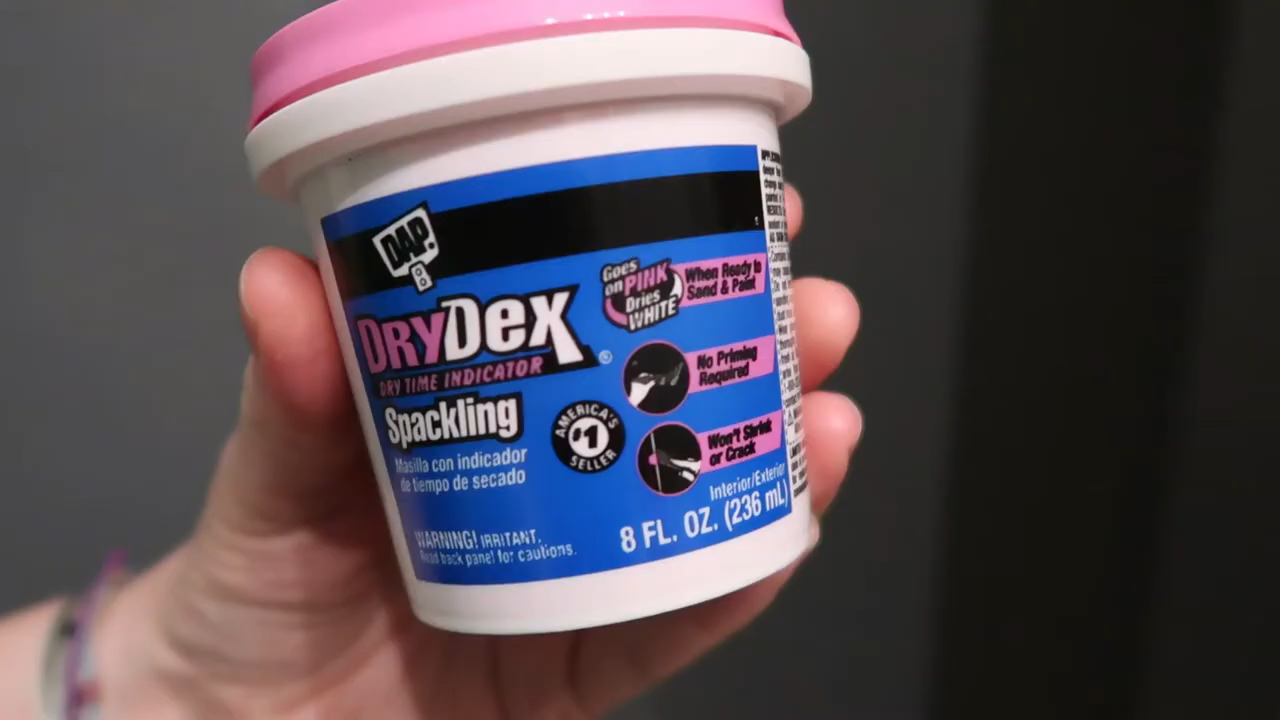 DAP.
DRYDex®
DRY TIME INDICATOR
Spackling
Masilla con indicador
de tiempo de secado
AMERICA'S
#1
SELLER
Goes
on PINK
Dries
WHITE
When Ready to
Sand & Paint
No Priming
Required
Won't Shrink
or Crack
WARNING! IRRITANT.
Read back panel for cautions.
Interior/Exterior
8 FL. OZ. (236 mL)